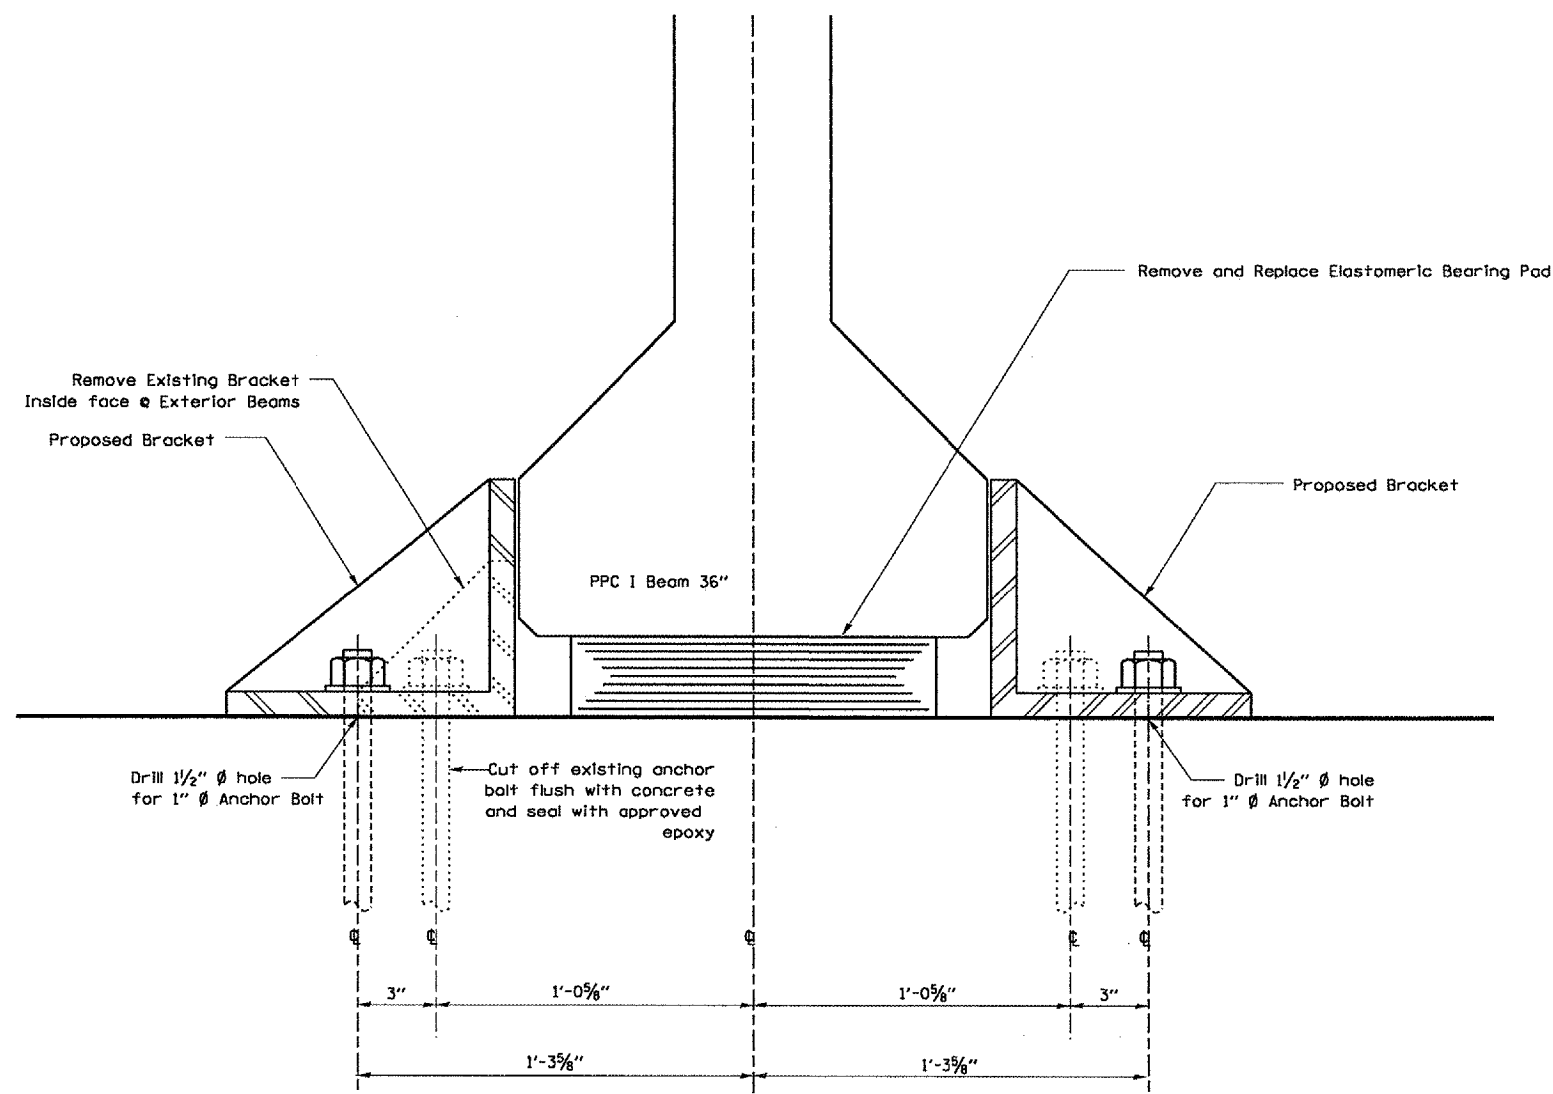 Remove and Replace Elastomeric Bearing Pad
Remove Existing Bracket
Inside face @ Exterior Beams
Proposed Bracket
Proposed Bracket
PPC I Beam 36"
Drill 1½" Ø hole
for 1" Ø Anchor Bolt
Cut off existing anchor
bolt flush with concrete
and seal with approved
epoxy
Drill 1½" Ø hole
for 1" Ø Anchor Bolt
℄ ℄ ℄ ℄ ℄
3" 1'-0⅝" 1'-0⅝" 3"
1'-3⅝" 1'-3⅝"